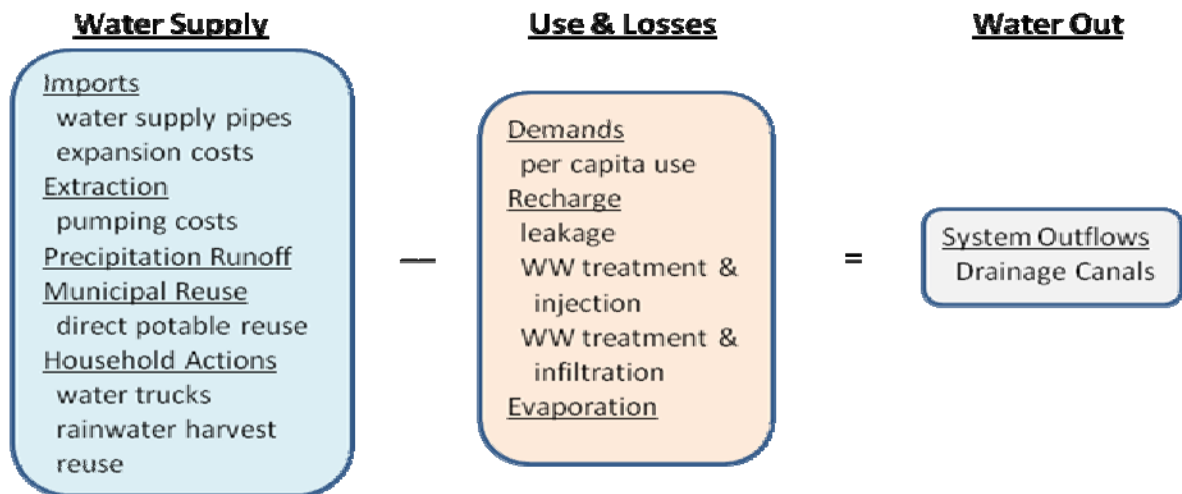 Water Supply
Imports
water supply pipes
expansion costs
Extraction
pumping costs
Precipitation Runoff
Municipal Reuse
direct potable reuse
Household Actions
water trucks
rainwater harvest
reuse
—
Use & Losses
Demands
per capita use
Recharge
leakage
WW treatment &
injection
WW treatment &
infiltration
Evaporation
=
Water Out
System Outflows
Drainage Canals